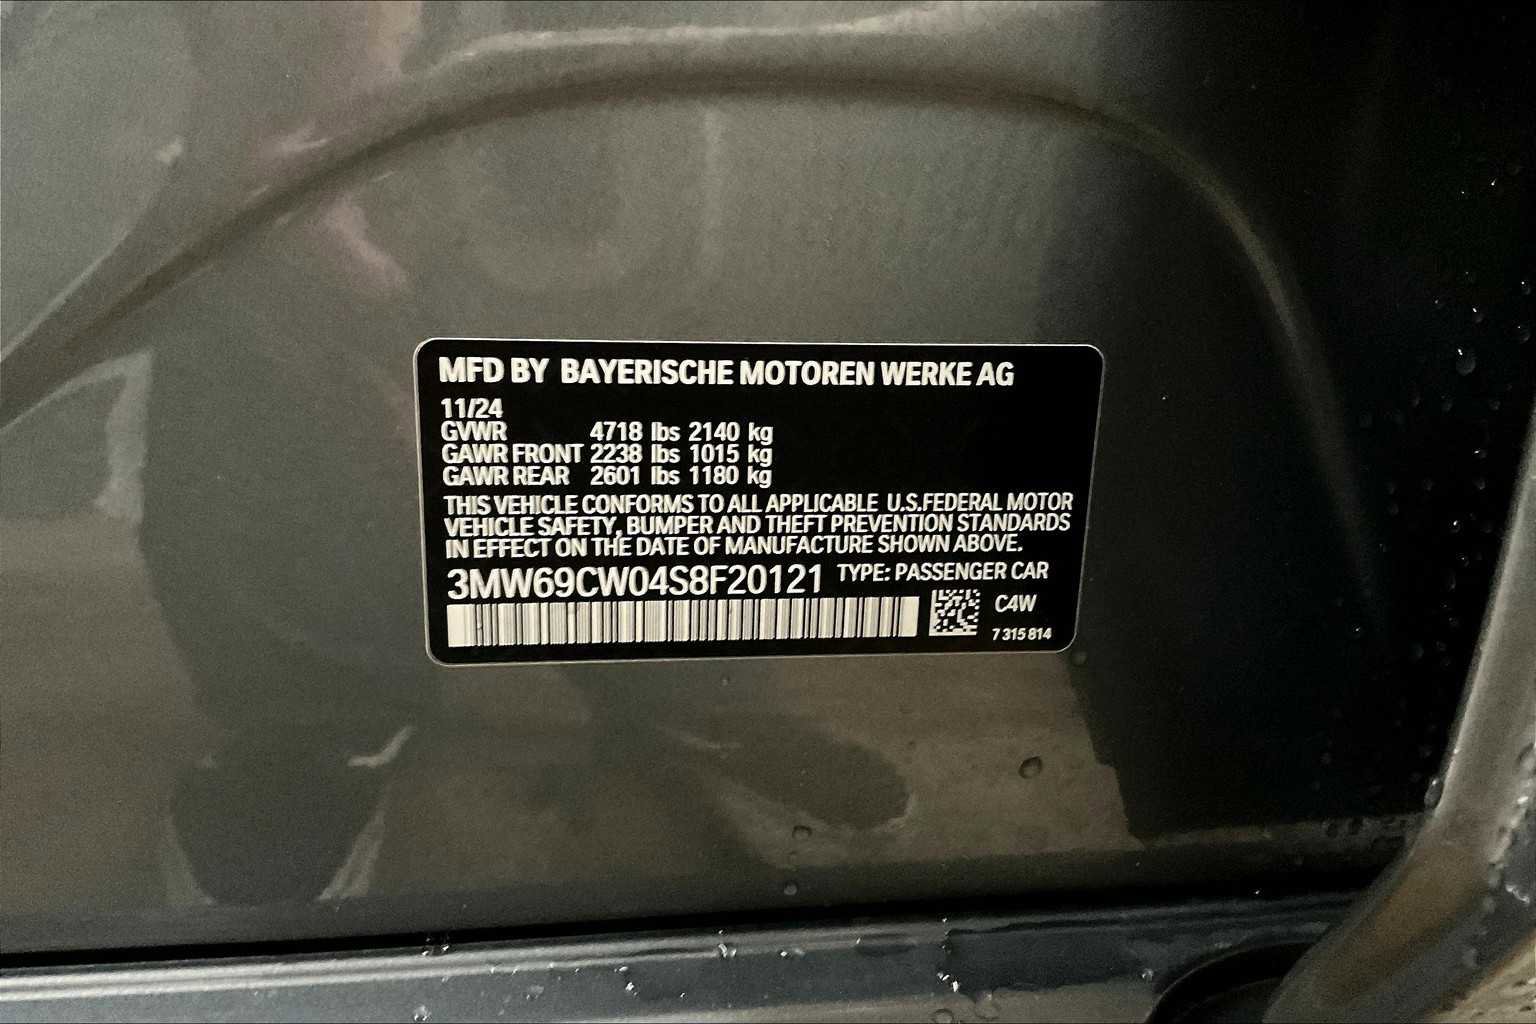 MFD BY BAYERISCHE MOTOREN WERKE AG
11/24
GVWR 4718 lbs 2140 kg
GAWR FRONT 2238 lbs 1015 kg
GAWR REAR 2601 lbs 1180 kg
THIS VEHICLE CONFORMS TO ALL APPLICABLE U.S.FEDERAL MOTOR
VEHICLE SAFETY, BUMPER AND THEFT PREVENTION STANDARDS
IN EFFECT ON THE DATE OF MANUFACTURE SHOWN ABOVE.
3MW69CW04S8F20121 TYPE: PASSENGER CAR
C4W
7 315 814